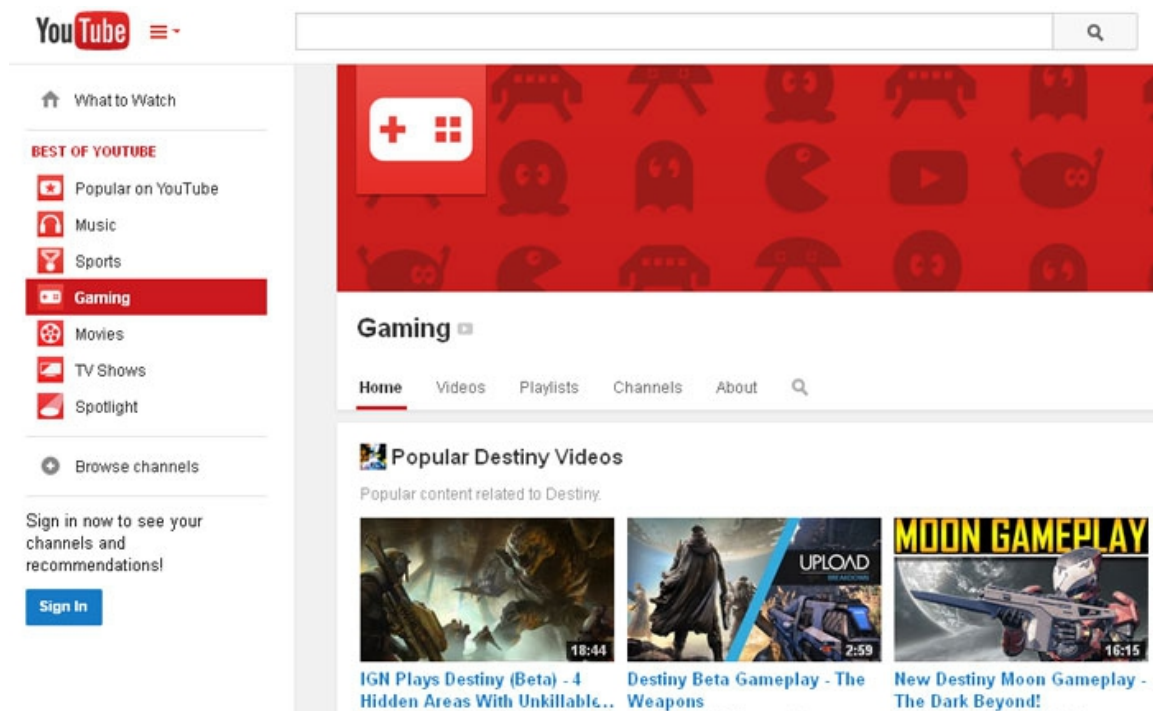 YouTube
What to Watch
BEST OF YOUTUBE
Popular on YouTube
Music
Sports
Gaming
Movies
TV Shows
Spotlight
Browse channels
Sign in now to see your
channels and
recommendations!
Sign In
Gaming
Home Videos Playlists Channels About
Popular Destiny Videos
Popular content related to Destiny.
18:44
UPLOAD
BREAKDOWN
2:59
MOON GAMEPLAY
16:15
IGN Plays Destiny (Beta) - 4
Hidden Areas With Unkillable...
Destiny Beta Gameplay - The
Weapons
New Destiny Moon Gameplay -
The Dark Beyond!